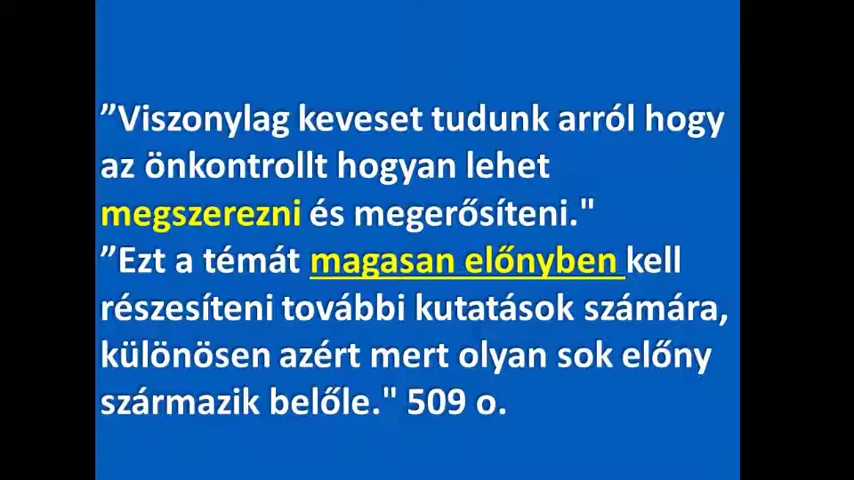 ”Viszonylag keveset tudunk arról hogy
az önkontrollt hogyan lehet
megszerezni és megerősíteni."
”Ezt a témát magasan előnyben kell
részesíteni további kutatások számára,
különösen azért mert olyan sok előny
származik belőle." 509 o.